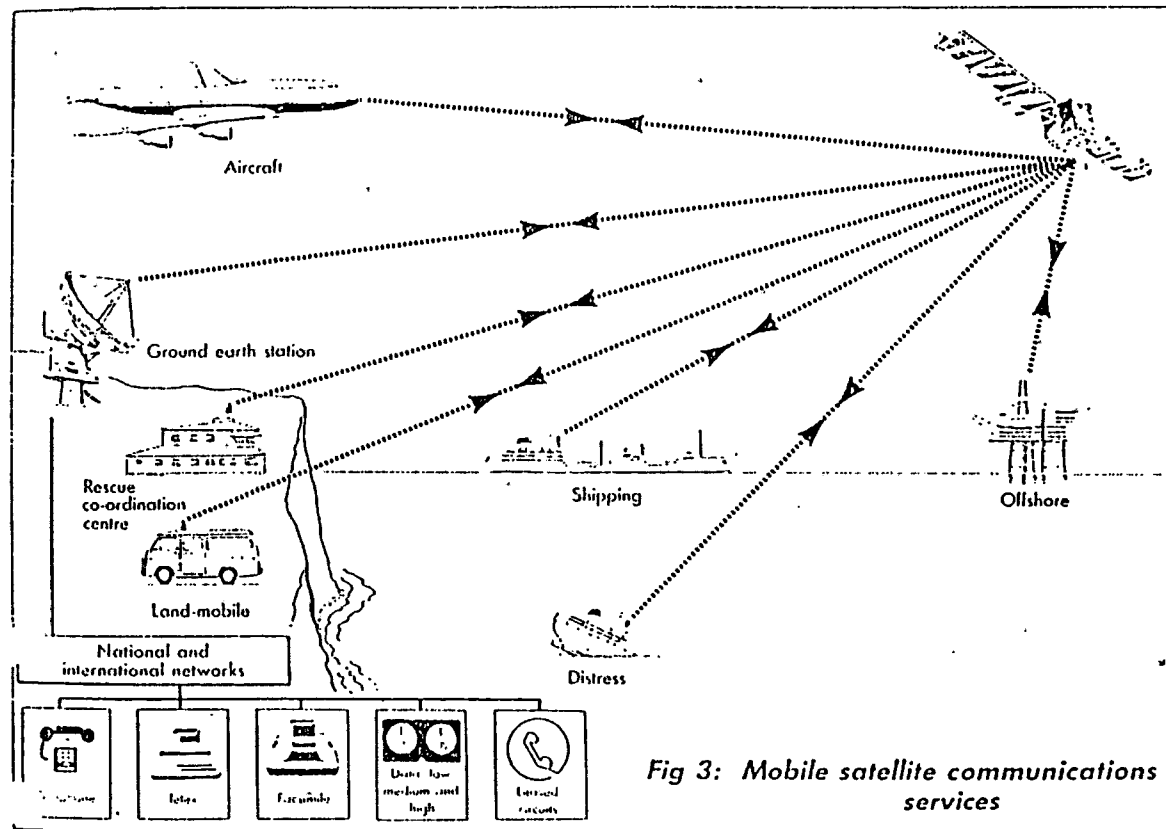 Aircraft
Ground earth station
Rescue
co-ordination
centre
Shipping
Offshore
Land-mobile
National and
international networks
Distress
Telex
Facsimile
Data: low
medium and
high
circuits
Fig 3: Mobile satellite communications
services